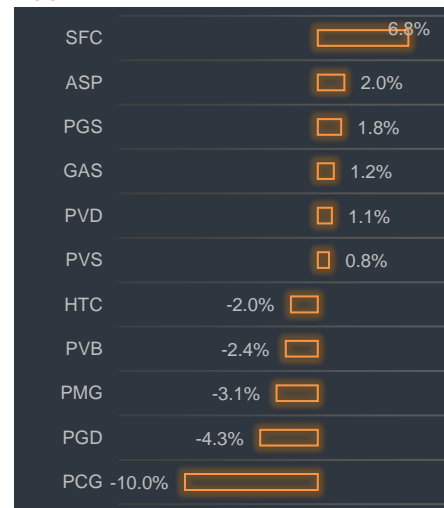 SFC 6.8%
ASP 2.0%
PGS 1.8%
GAS 1.2%
PVD 1.1%
PVS 0.8%
HTC -2.0%
PVB -2.4%
PMG -3.1%
PGD -4.3%
PCG -10.0%